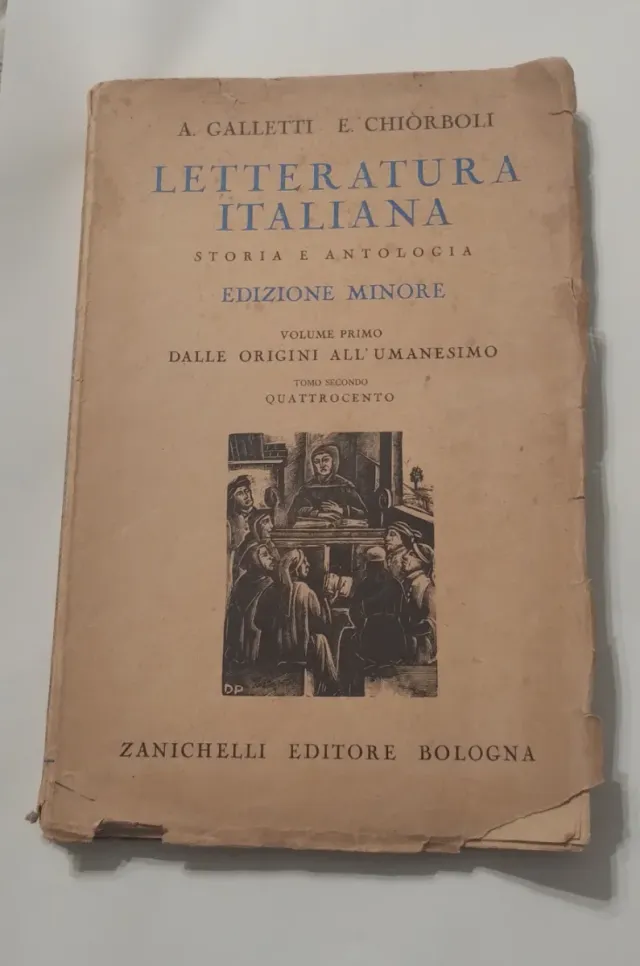 A. GALLETTI E. CHIÒRBOLI
LETTERATURA
ITALIANA
STORIA E ANTOLOGIA
EDIZIONE MINORE
VOLUME PRIMO
DALLE ORIGINI ALL'UMANESIMO
TOMO SECONDO
QUATTROCENTO
DP
ZANICHELLI EDITORE BOLOGNA